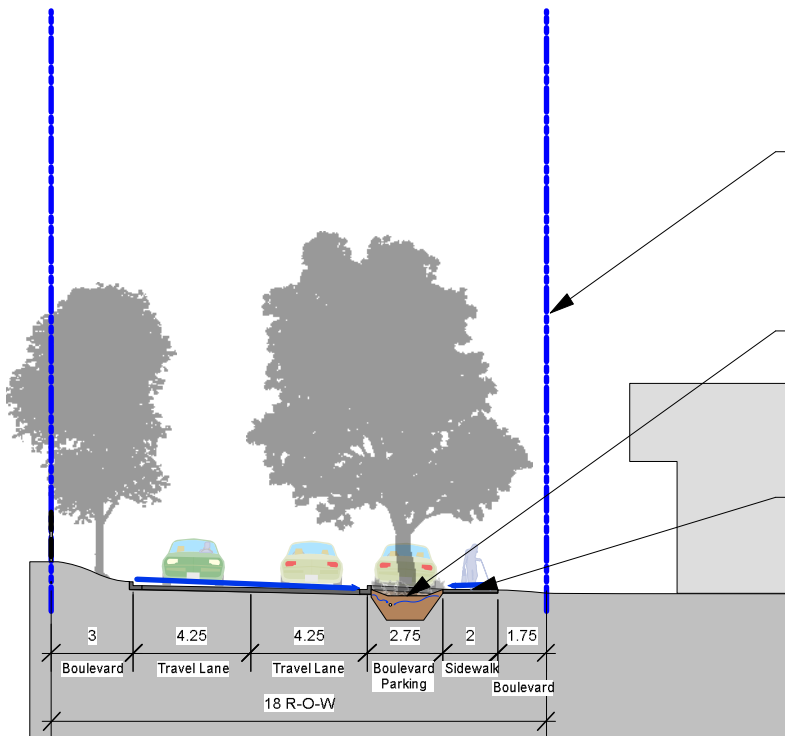 3
4.25
4.25
2.75
2
1.75
Boulevard
Travel Lane
Travel Lane
Boulevard
Parking
Sidewalk
Boulevard
18 R-O-W